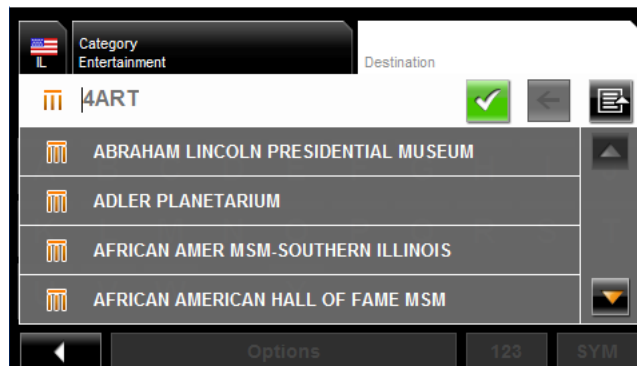 Category
IL Entertainment Destination
4ART
ABRAHAM LINCOLN PRESIDENTIAL MUSEUM
ADLER PLANETARIUM
AFRICAN AMER MSM-SOUTHERN ILLINOIS
AFRICAN AMERICAN HALL OF FAME MSM
Options 123 SYM